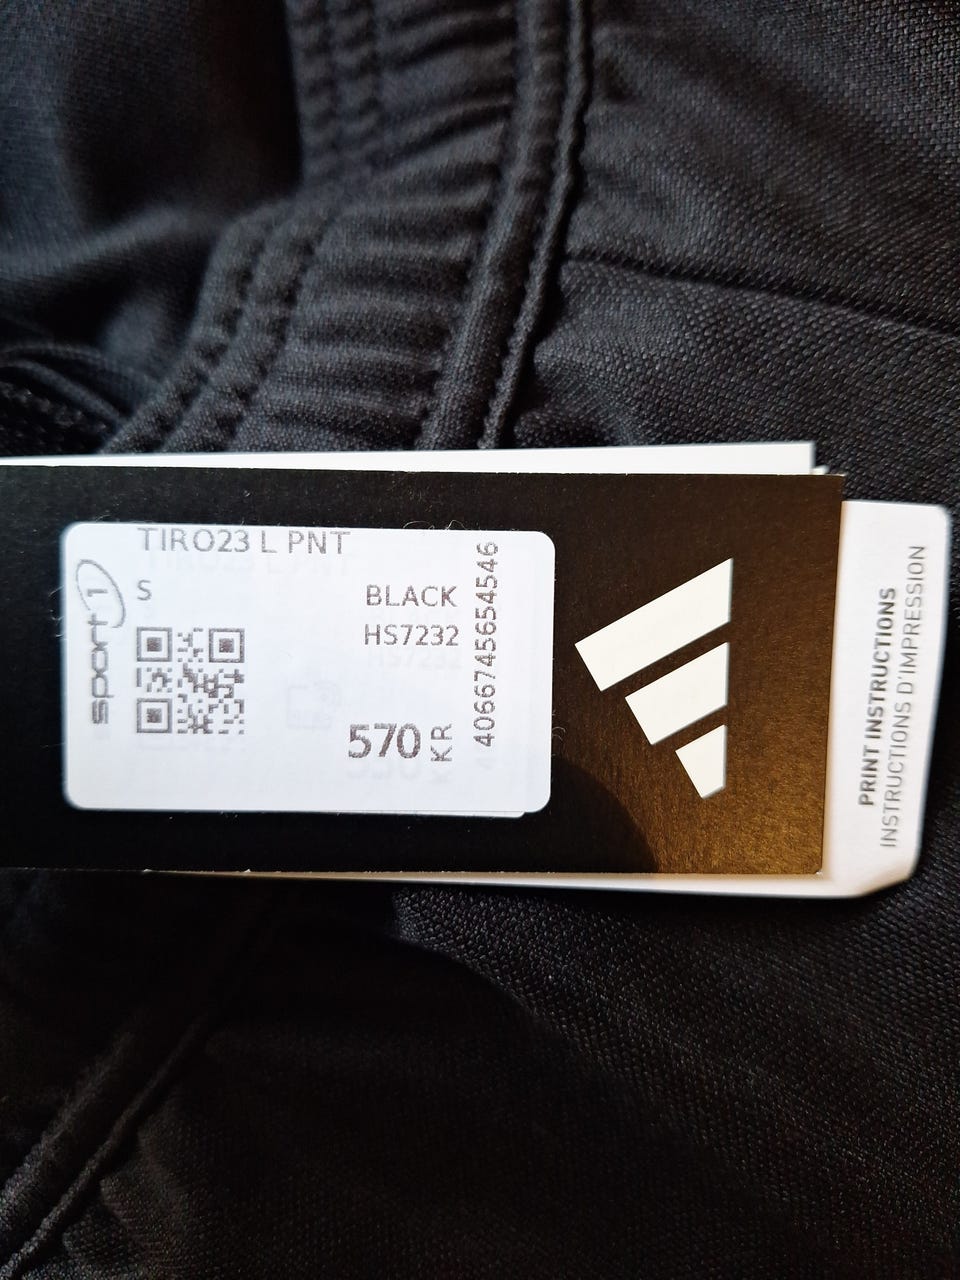 TIRO23 L PNT
S
BLACK
HS7232
570 KR
4066745654546
sport 1
PRINT INSTRUCTIONS
INSTRUCTIONS D'IMPRESSION